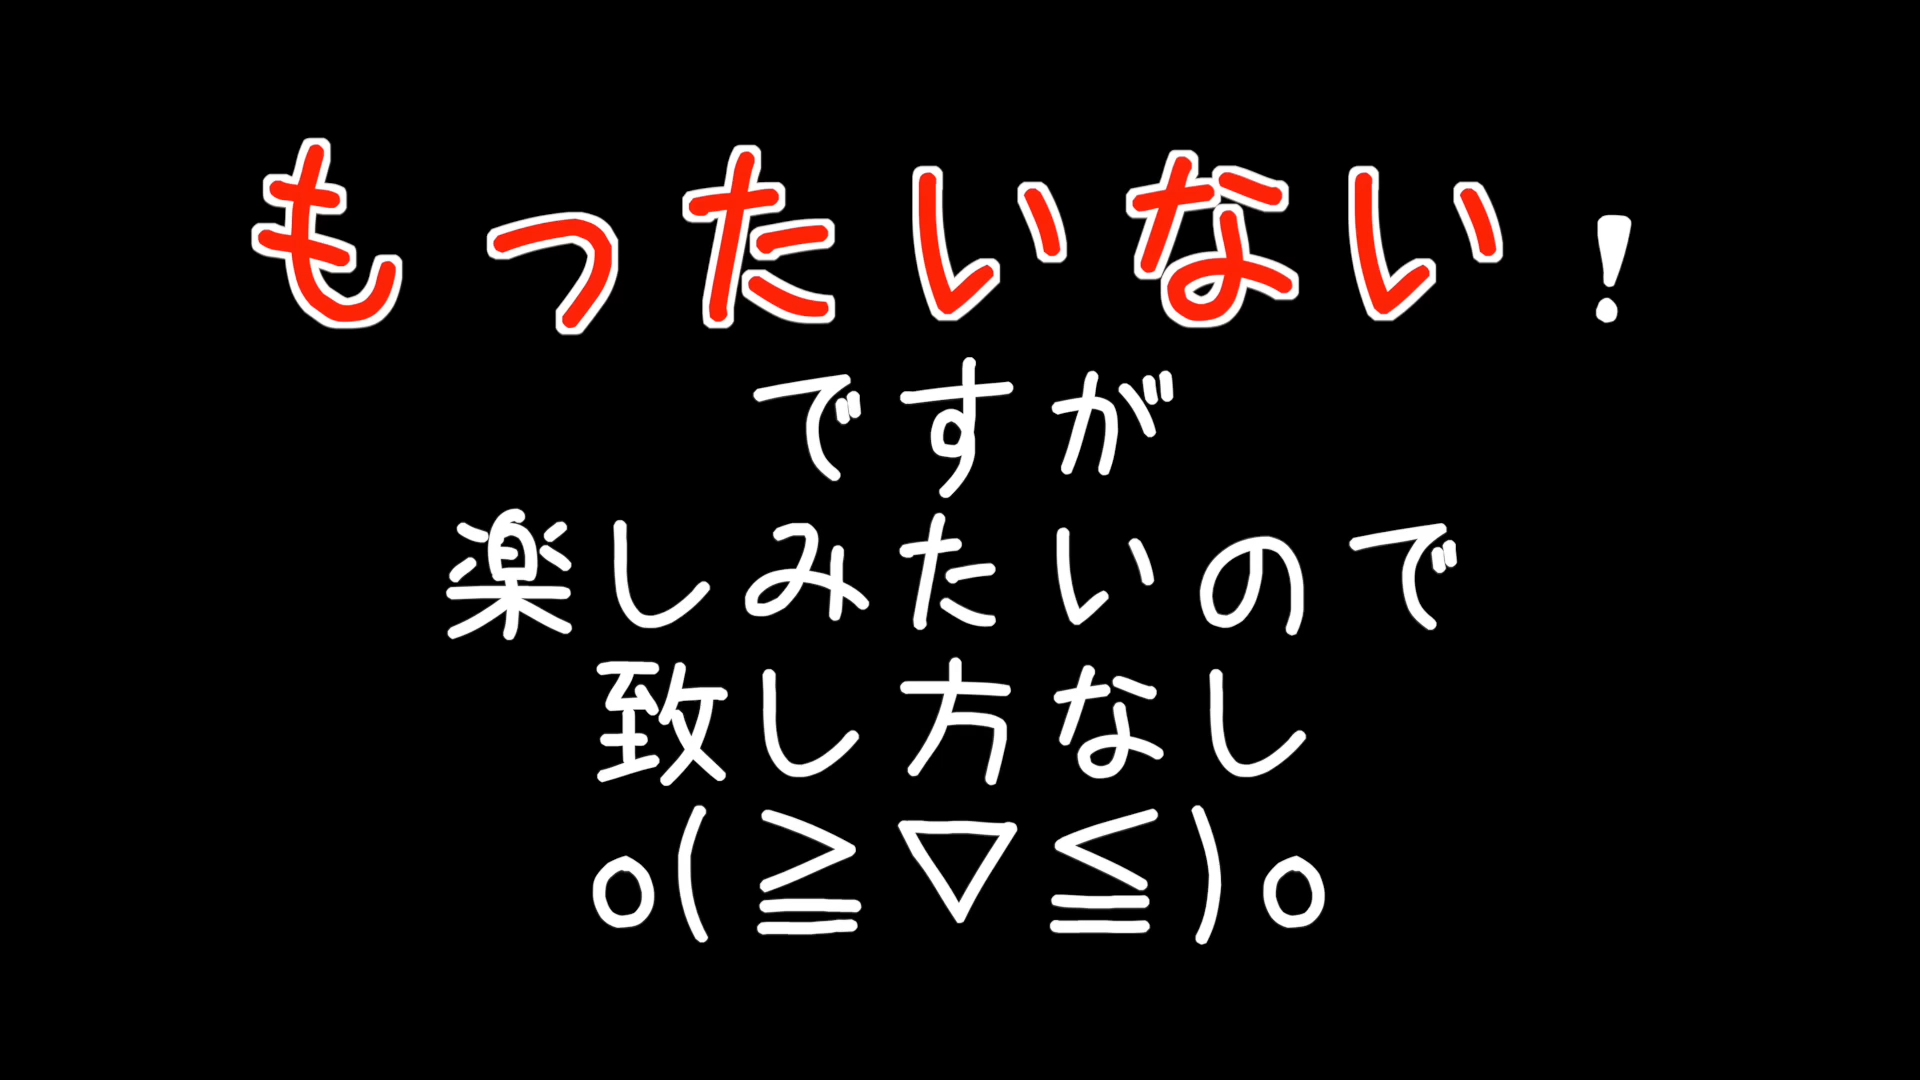 もったいない！
ですが
楽しみたいので
致し方なし
o(≧▽≦)o